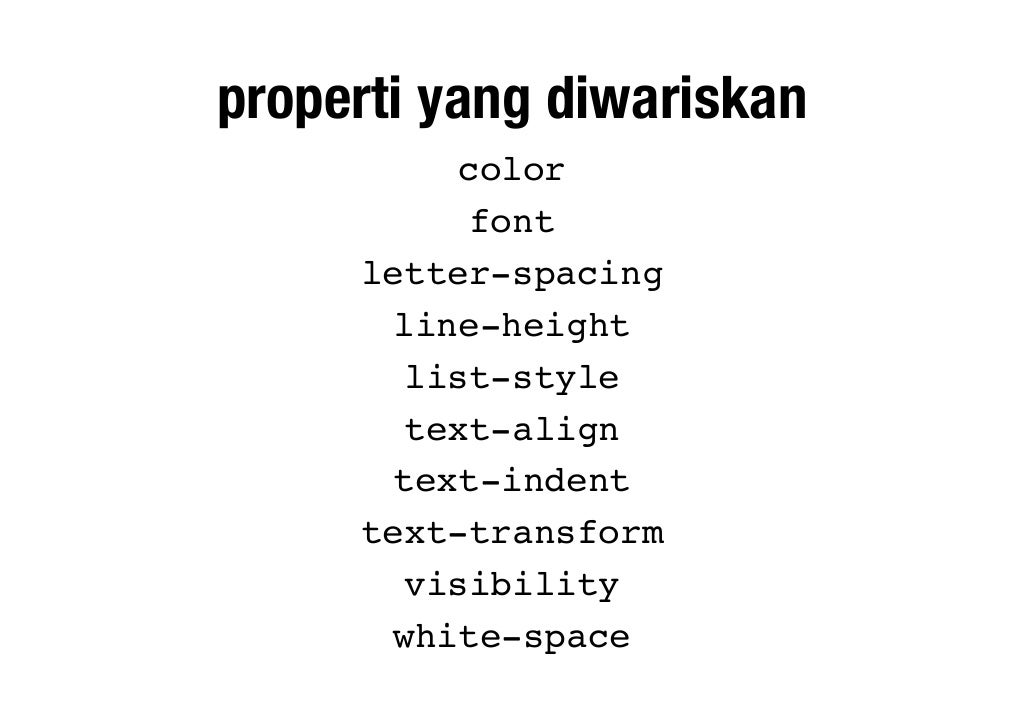 properti yang diwariskan
color
font
letter-spacing
line-height
list-style
text-align
text-indent
text-transform
visibility
white-space